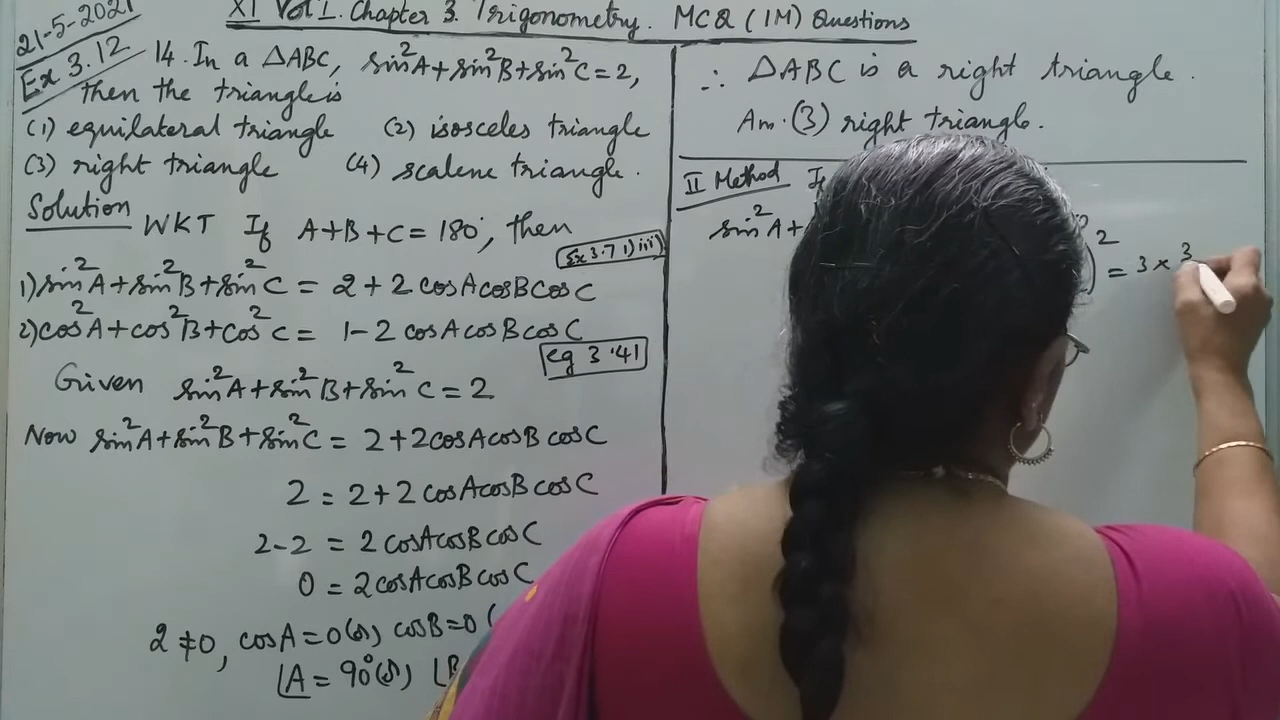 XI Vol I. Chapter 3. Trigonometry. MCQ (1M) Questions
21-5-2021
Ex 3.12
14. In a ΔABC, sin²A + sin²B + sin²C = 2,
then the triangle is
(1) equilateral triangle (2) isosceles triangle
(3) right triangle (4) scalene triangle.
Solution
WKT If A + B + C = 180°, then
Ex 3.7 1) iii)
1) sin²A + sin²B + sin²C = 2 + 2 cosA cosB cosC
2) cos²A + cos²B + cos²C = 1 - 2 cosA cosB cosC
eg 3.41
Given sin²A + sin²B + sin²C = 2
Now sin²A + sin²B + sin²C = 2 + 2 cosA cosB cosC
2 = 2 + 2 cosA cosB cosC
2 - 2 = 2 cosA cosB cosC
0 = 2 cosA cosB cosC
2 ≠ 0, cosA = 0 (or) cosB = 0 (
∠A = 90° (or) ∠B
∴ ΔABC is a right triangle.
Ans. (3) right triangle.
II Method If
sin²A +
)² = 3 × 3